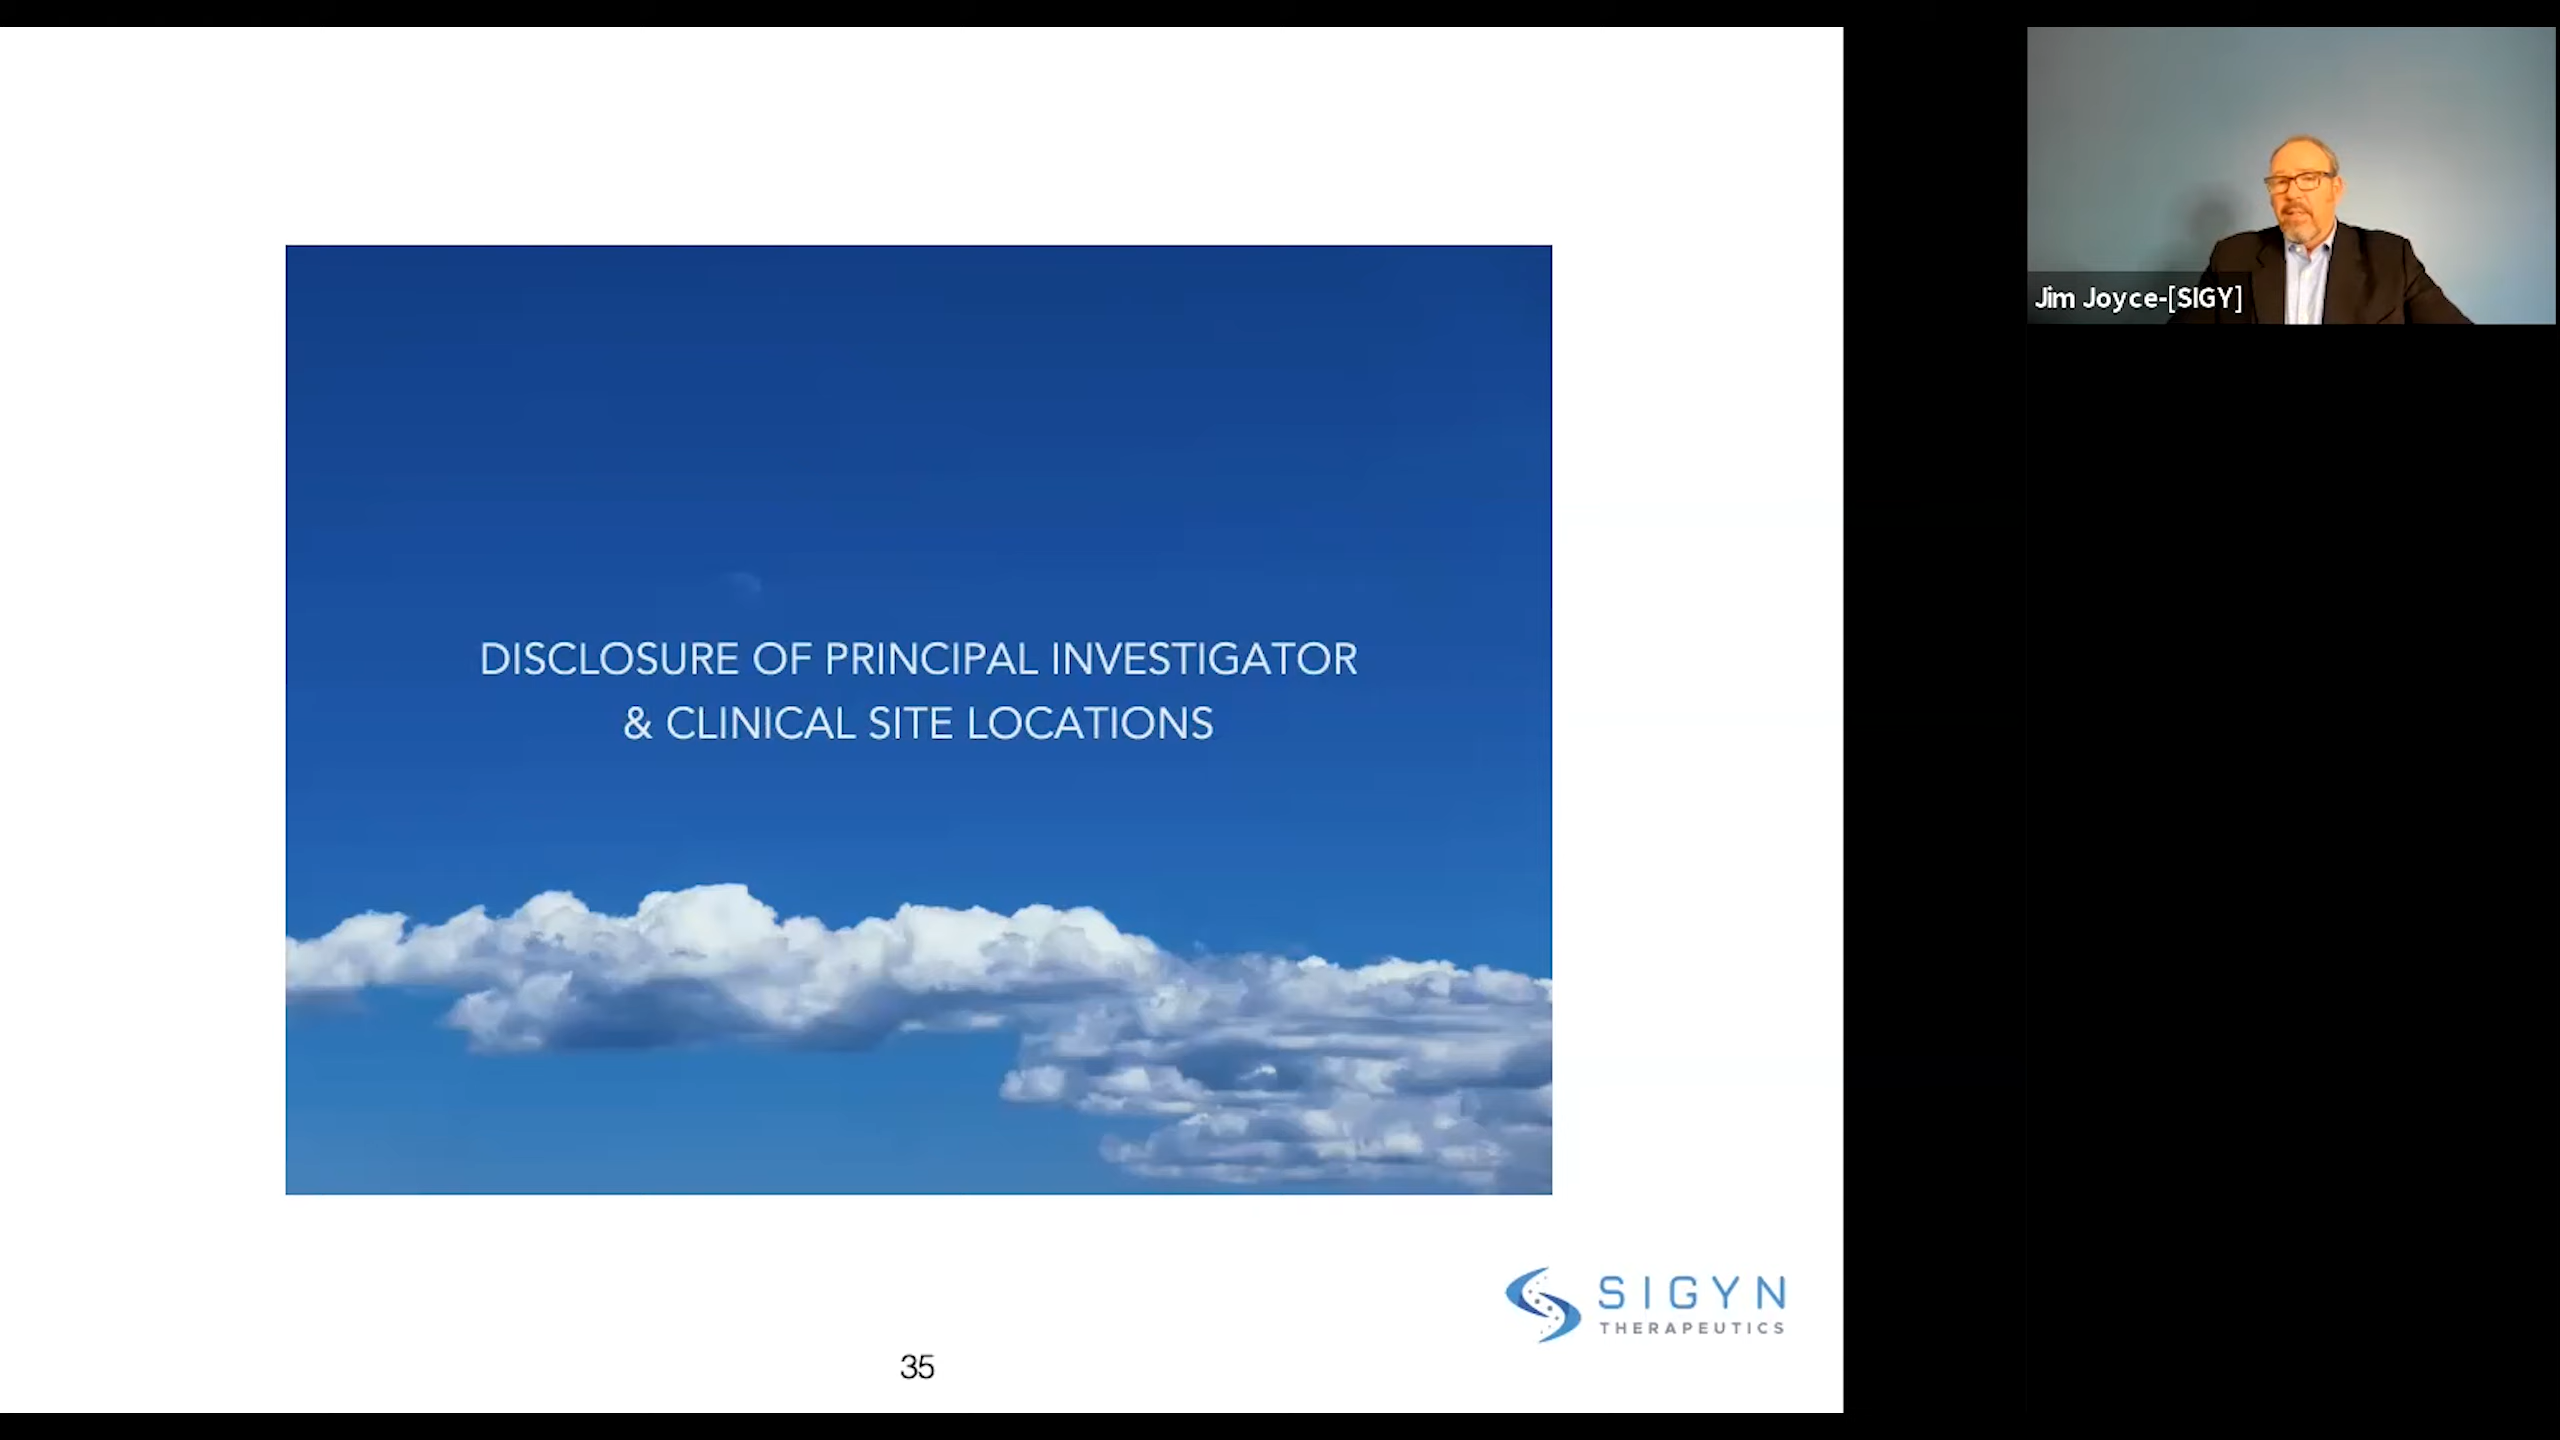 DISCLOSURE OF PRINCIPAL INVESTIGATOR
& CLINICAL SITE LOCATIONS
SIGYN
THERAPEUTICS
35
Jim Joyce-[SIGY]